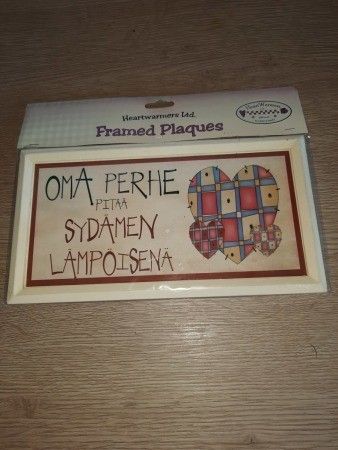 Heartwarmers Ltd.
Framed Plaques
OMA PERHE
PITÄÄ
SYDÄMEN
LÄMPÖISENÄ